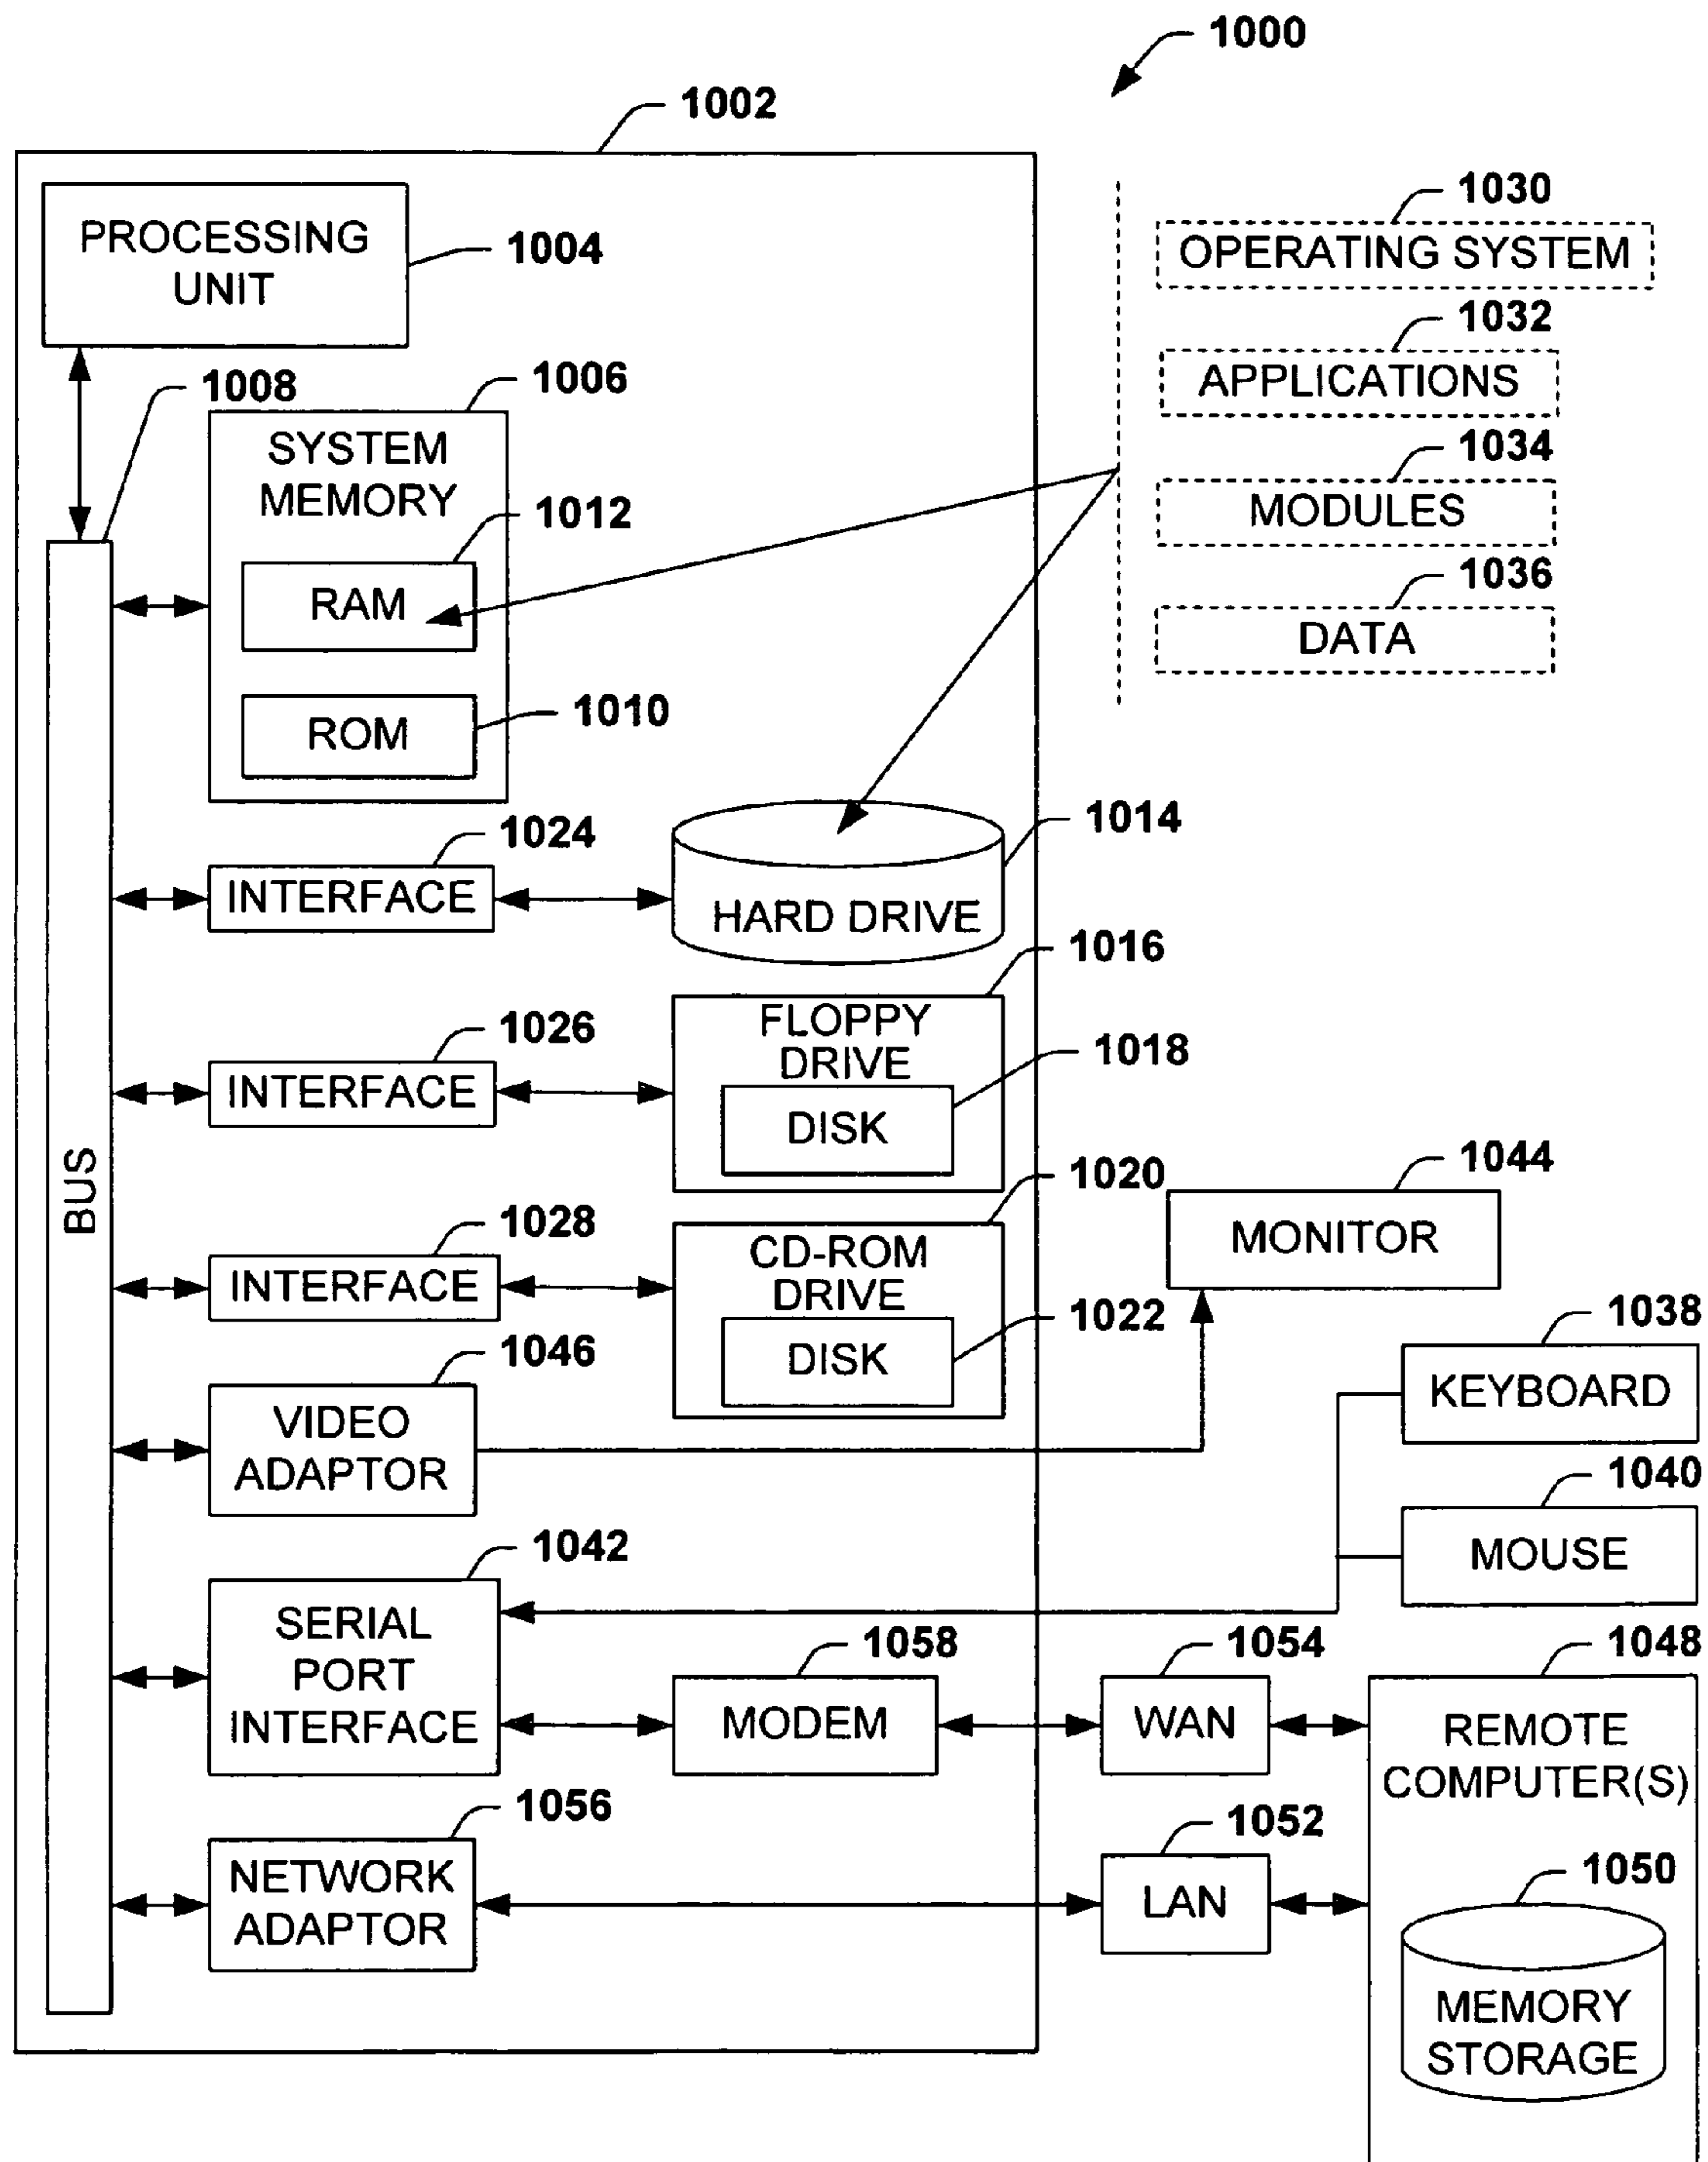 1000
1002
PROCESSING
UNIT
1004
1030
OPERATING SYSTEM
1032
APPLICATIONS
1034
MODULES
1036
DATA
1008
1006
SYSTEM
MEMORY
1012
RAM
1010
ROM
BUS
1024
INTERFACE
1014
HARD DRIVE
1026
INTERFACE
1016
FLOPPY
DRIVE
1018
DISK
1028
INTERFACE
1020
CD-ROM
DRIVE
1022
DISK
1044
MONITOR
1046
VIDEO
ADAPTOR
1038
KEYBOARD
1040
MOUSE
1042
SERIAL
PORT
INTERFACE
1058
MODEM
1054
WAN
1048
REMOTE
COMPUTER(S)
1056
NETWORK
ADAPTOR
1052
LAN
1050
MEMORY
STORAGE